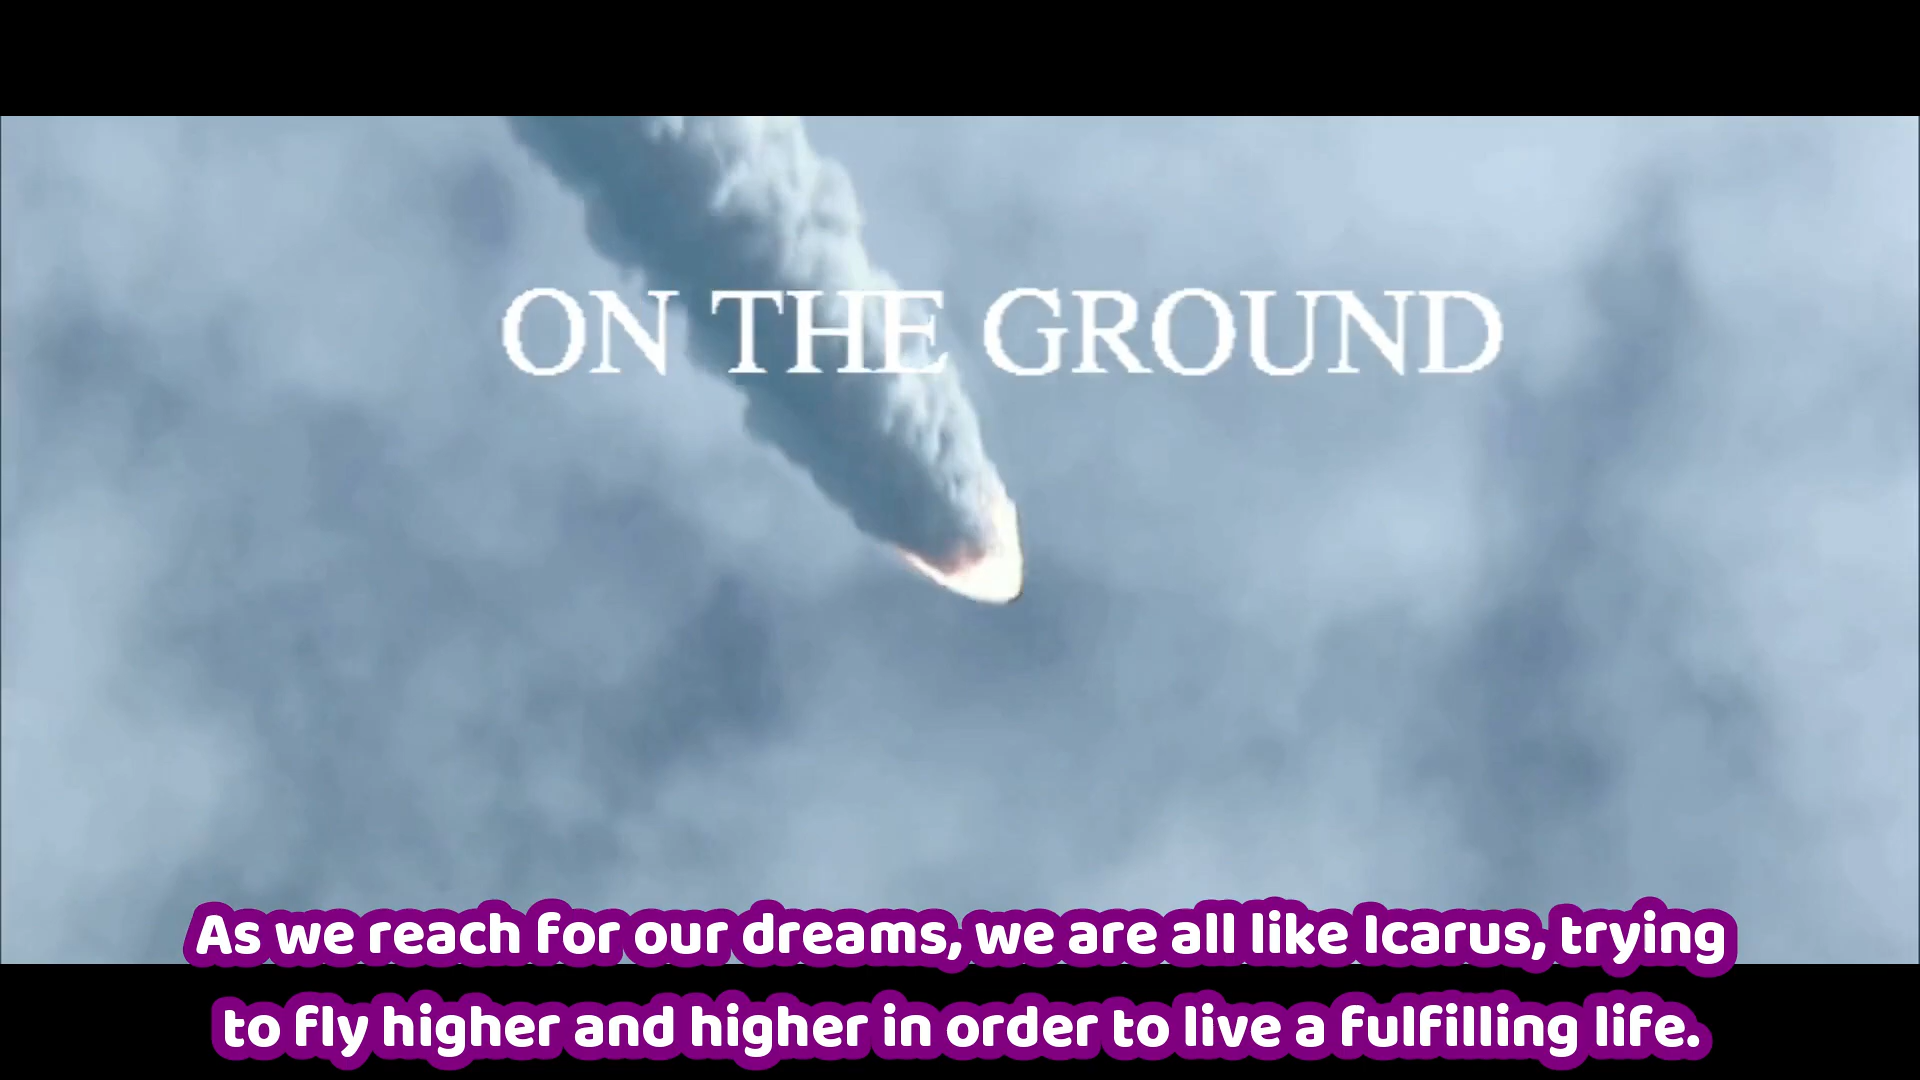 ON THE GROUND
As we reach for our dreams, we are all like Icarus, trying
to fly higher and higher in order to live a fulfilling life.